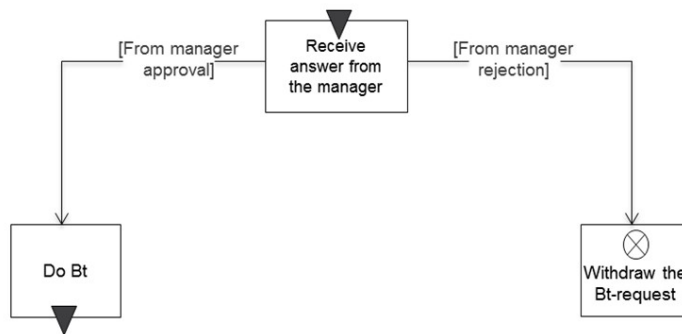 [From manager
approval]
Receive
answer from
the manager
[From manager
rejection]
Do Bt
Withdraw the
Bt-request